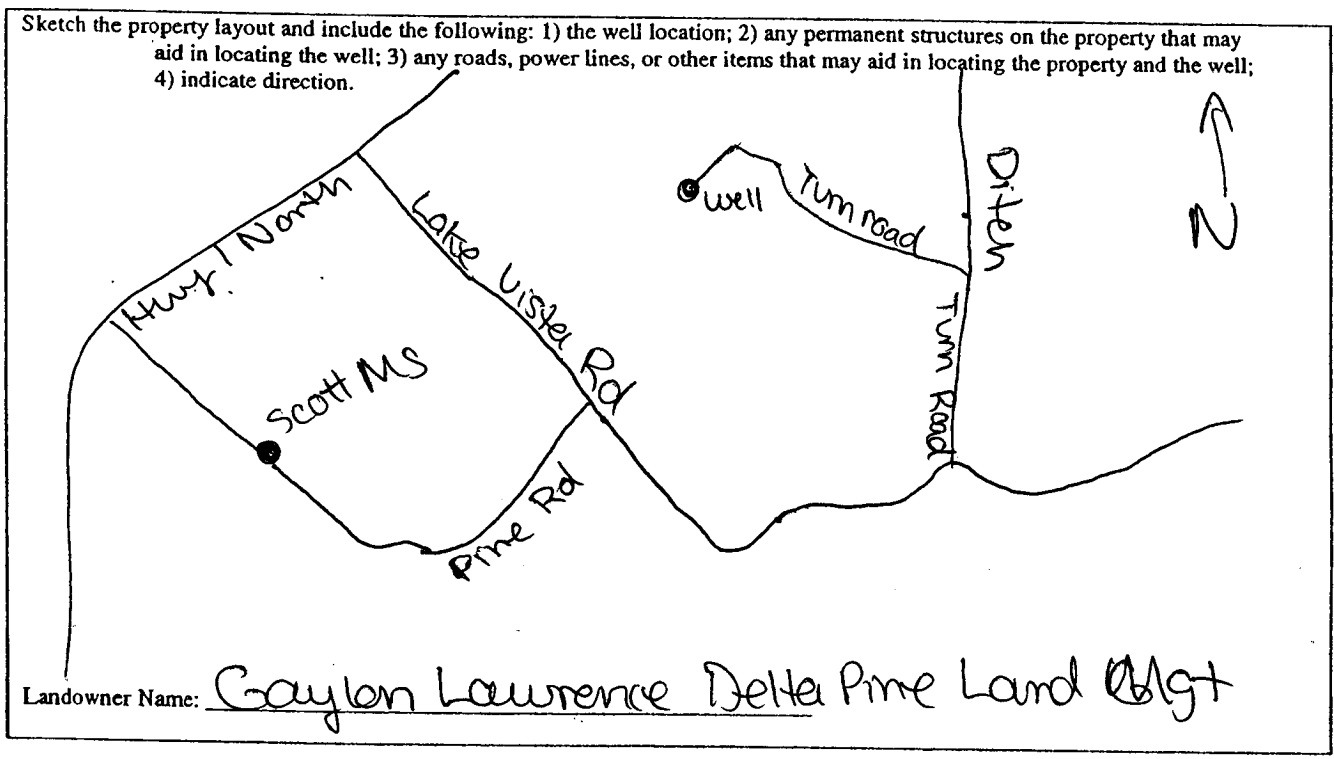 Sketch the property layout and include the following: 1) the well location; 2) any permanent structures on the property that may
aid in locating the well; 3) any roads, power lines, or other items that may aid in locating the property and the well;
4) indicate direction.
N
Ditch
Well
Turn road
Hwy 1 North
Lake Vista Rd
Turn Road
Scott MS
Pine Rd
Landowner Name: Gaylon Lawrence Delta Pine Land Mgt